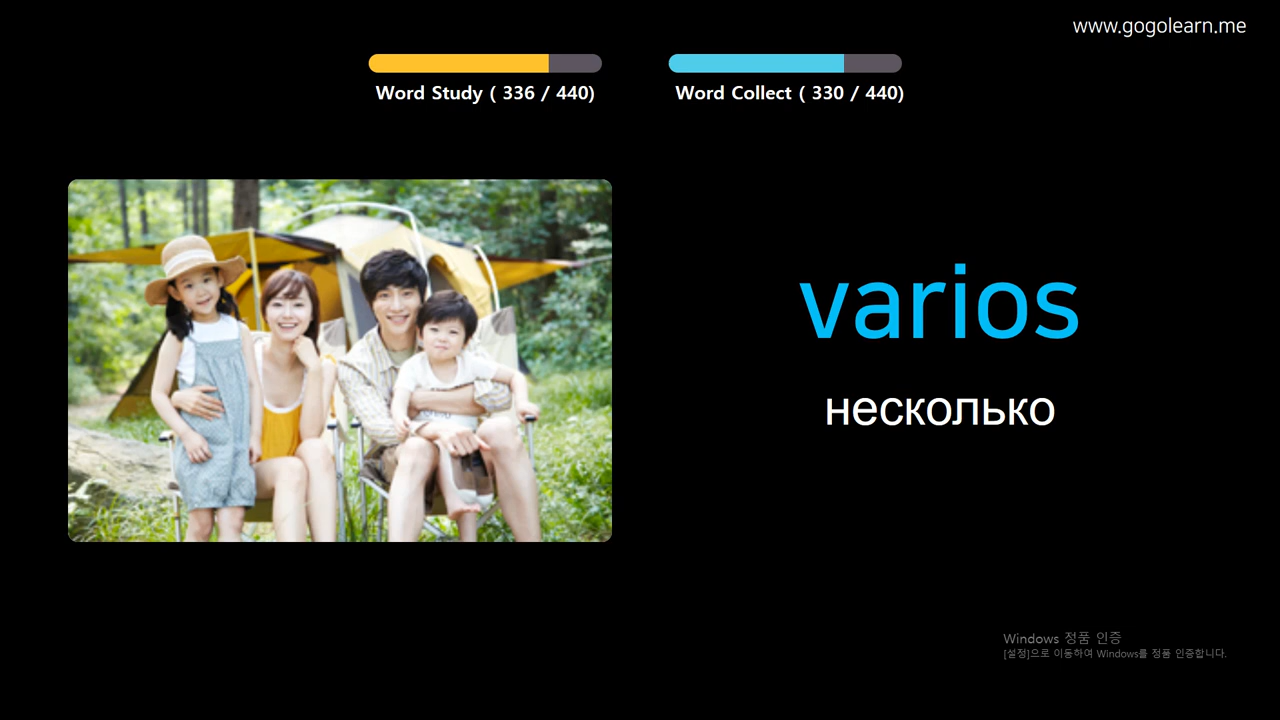 www.gogolearn.me
Word Study ( 336 / 440)
Word Collect ( 330 / 440)
varios
несколько
Windows 정품 인증
[설정]으로 이동하여 Windows를 정품 인증합니다.